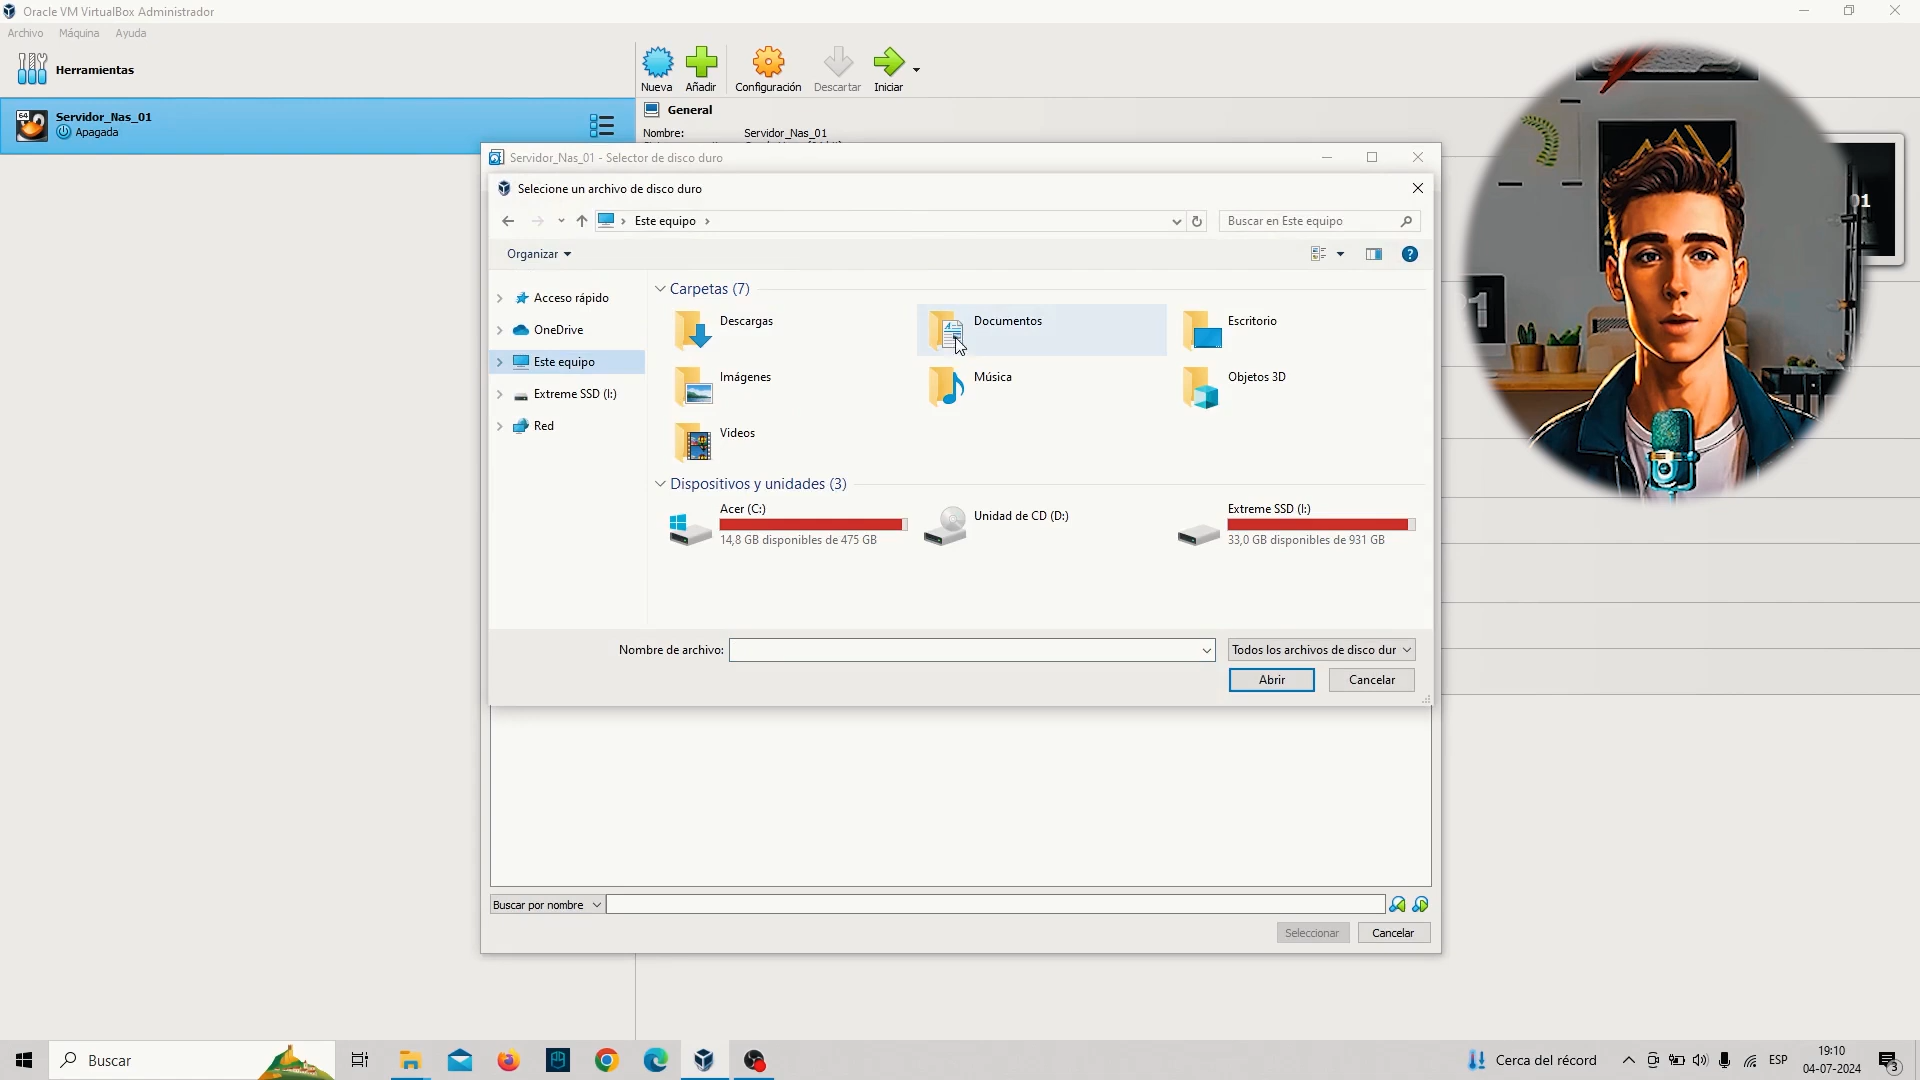 Oracle VM VirtualBox Administrador
Archivo Máquina Ayuda
Herramientas
Nueva Añadir Configuración Descartar Iniciar
64
Servidor_Nas_01
Apagada
General
Nombre: Servidor_Nas_01
Servidor_Nas_01 - Selector de disco duro
Selecione un archivo de disco duro
Este equipo
Buscar en Este equipo
Organizar
Acceso rápido
OneDrive
Este equipo
Extreme SSD (I:)
Red
Carpetas (7)
Descargas
Documentos
Escritorio
Imágenes
Música
Objetos 3D
Videos
Dispositivos y unidades (3)
Acer (C:)
14,8 GB disponibles de 475 GB
Unidad de CD (D:)
Extreme SSD (I:)
33,0 GB disponibles de 931 GB
Nombre de archivo:
Todos los archivos de disco dur
Abrir
Cancelar
Buscar por nombre
Seleccionar
Cancelar
Buscar
Cerca del récord
ESP
19:10
04-07-2024
3